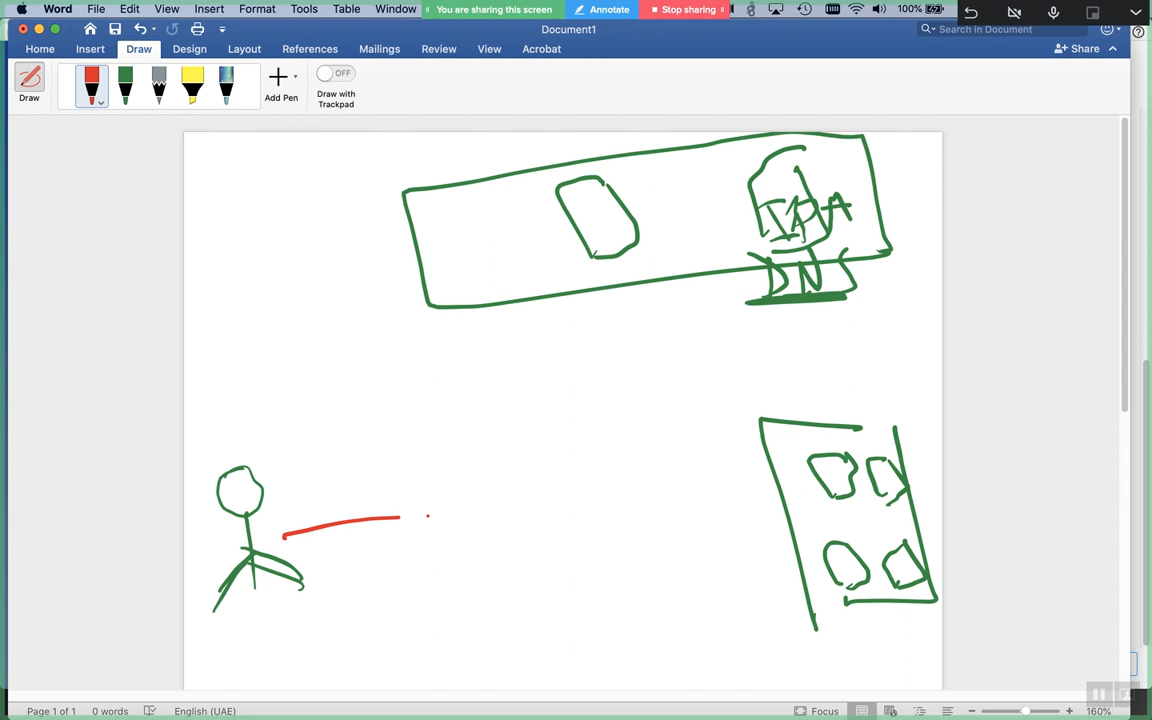 Word File Edit View Insert Format Tools Table Window You are sharing this screen Annotate Stop sharing 100%
Document1
Search in Document
Home Insert Draw Design Layout References Mailings Review View Acrobat
Share
OFF
Draw Add Pen Draw with
Trackpad
IPA
DNS
Page 1 of 1 0 words English (UAE) Focus 160%